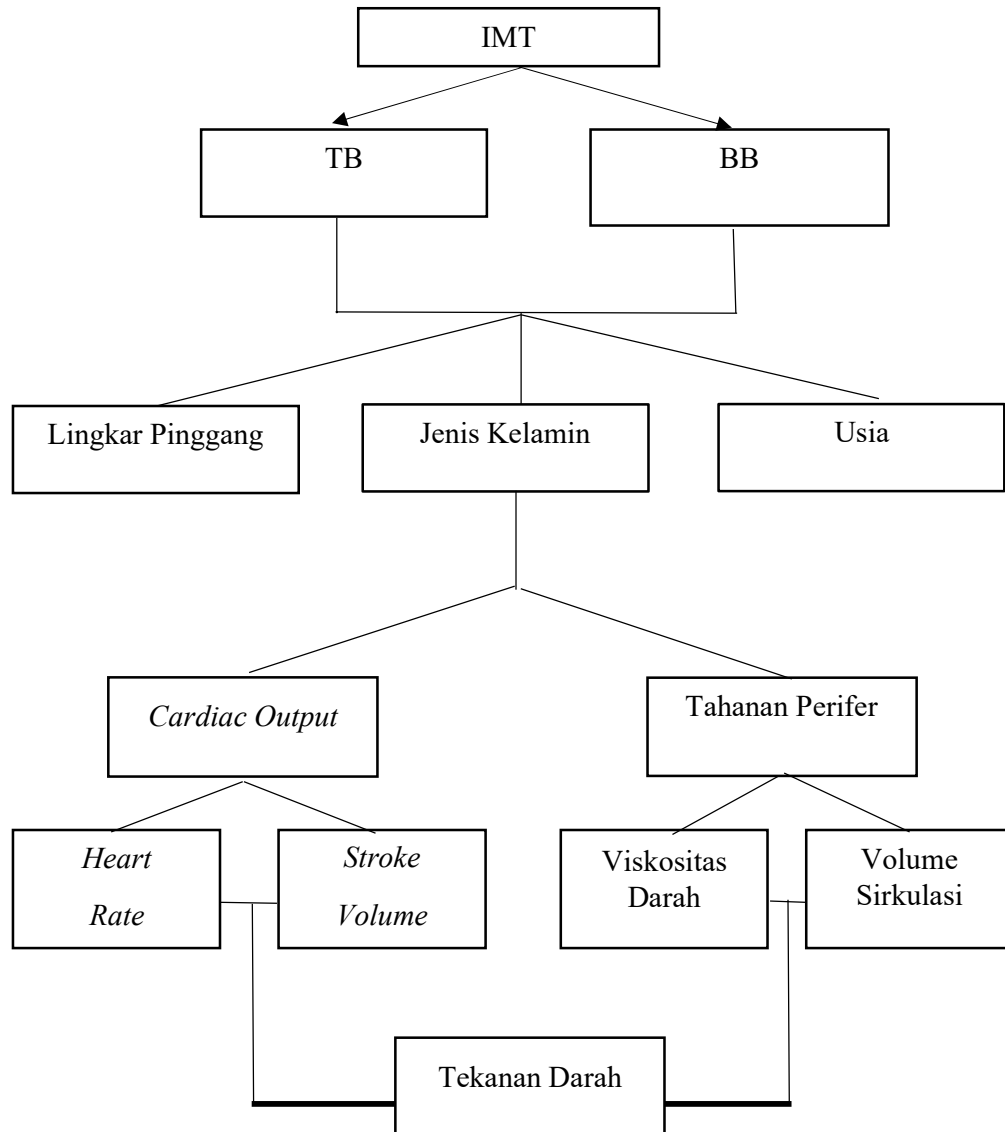 IMT
TB
BB
Lingkar Pinggang
Jenis Kelamin
Usia
Cardiac Output
Tahanan Perifer
Heart
Rate
Stroke
Volume
Viskositas
Darah
Volume
Sirkulasi
Tekanan Darah